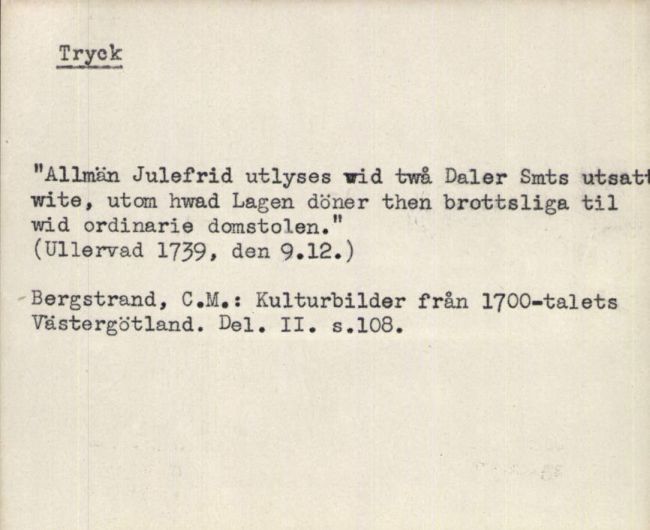 Tryck
"Allmän Julefrid utlyses wid twå Daler Smts utsatt
wite, utom hwad Lagen döner then brottsliga til
wid ordinarie domstolen."
(Ullervad 1739, den 9.12.)
Bergstrand, C.M.: Kulturbilder från 1700-talets
Västergötland. Del. II. s.108.